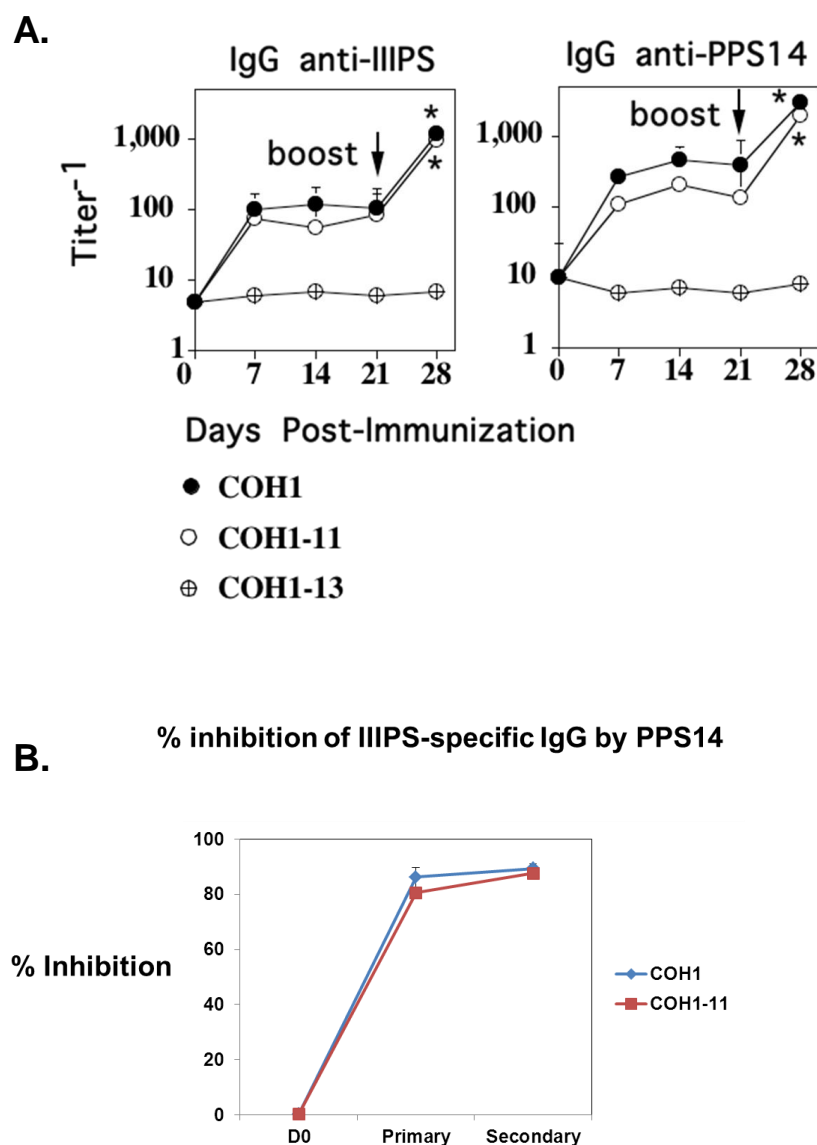 A.
IgG anti-IIIPS
IgG anti-PPS14
Titer-1
1,000
100
10
1
boost
*
*
0
7
14
21
28
1,000
100
10
1
boost
*
*
0
7
14
21
28
Days Post-Immunization
COH1
COH1-11
COH1-13
% inhibition of IIIPS-specific IgG by PPS14
B.
% Inhibition
100
80
60
40
20
0
D0
Primary
Secondary
COH1
COH1-11